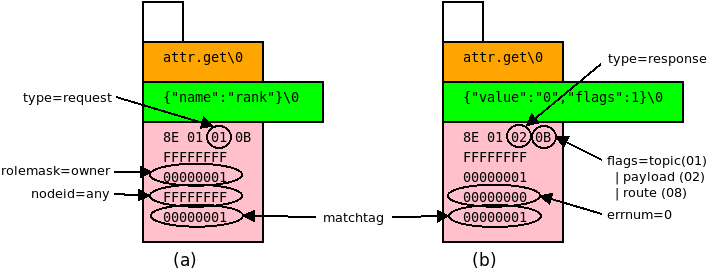 attr.get\0
{"name":"rank"}\0
type=request
8E 01 01 0B
FFFFFFFF
rolemask=owner
00000001
nodeid=any
FFFFFFFF
00000001
matchtag
(a)
attr.get\0
type=response
{"value":"0","flags":1}\0
8E 01 02 0B
FFFFFFFF
flags=topic(01)
00000001
| payload (02)
00000000
| route (08)
00000001
errnum=0
(b)